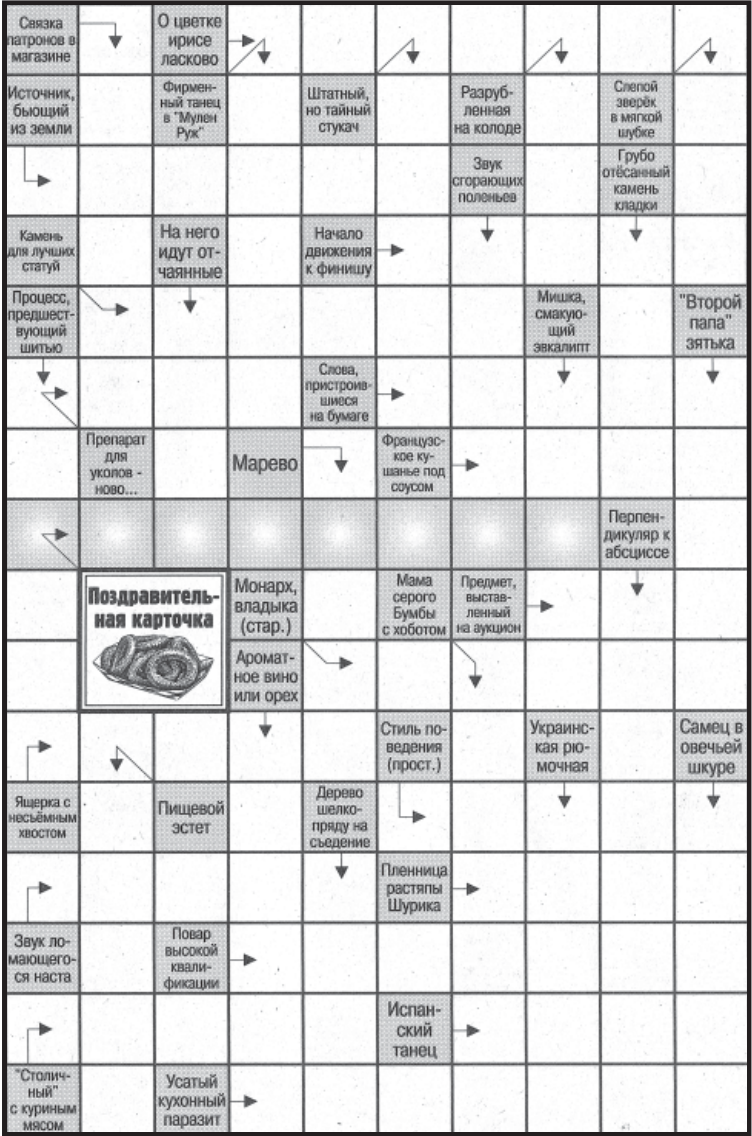 Связка
патронов в
магазине
О цветке
ирисе
ласково
Источник,
бьющий
из земли
Фирмен-
ный танец
в "Мулен
Руж"
Штатный,
но тайный
стукач
Разруб-
ленная
на колоде
Слепой
зверёк
в мягкой
шубке
Звук
сгорающих
поленьев
Грубо
отёсанный
камень
кладки
Камень
для лучших
статуй
На него
идут от-
чаянные
Начало
движения
к финишу
Процесс,
предшест-
вующий
шитью
Мишка,
смакую-
щий
эвкалипт
"Второй
папа"
зятька
Слова,
пристроив-
шиеся
на бумаге
Препарат
для
уколов -
ново...
Марево
Француз-
ское ку-
шанье под
соусом
Перпен-
дикуляр к
абсциссе
Поздравитель-
ная карточка
Монарх,
владыка
(стар.)
Мама
серого
Бумбы
с хоботом
Предмет,
выстав-
ленный
на аукцион
Аромат-
ное вино
или орех
Стиль по-
ведения
(прост.)
Украинс-
кая рю-
мочная
Самец в
овечьей
шкуре
Ящерка с
несъёмным
хвостом
Пищевой
эстет
Дерево
шелко-
пряду на
съедение
Пленница
растяпы
Шурика
Звук ло-
мающего-
ся наста
Повар
высокой
квали-
фикации
Испан-
ский
танец
"Столич-
ный"
с куриным
мясом
Усатый
кухонный
паразит